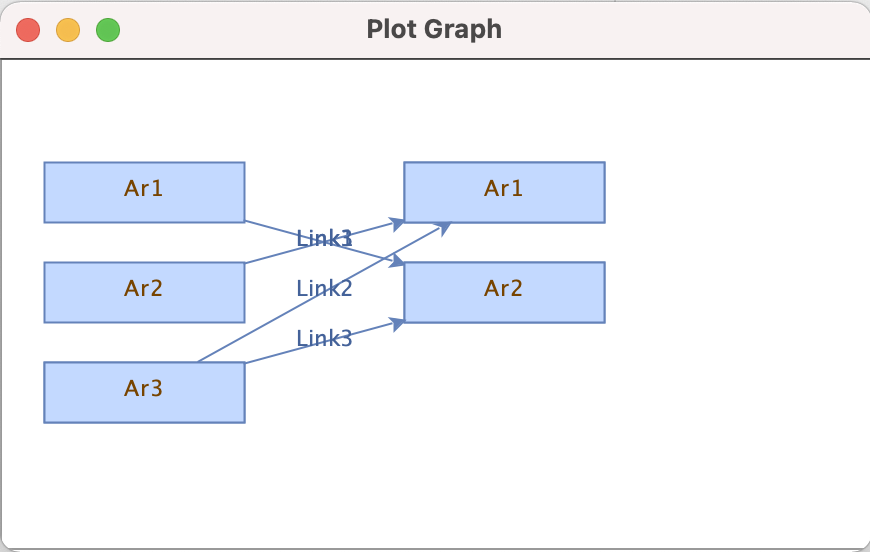 Plot Graph
Ar1
Ar1
Ar2
Link2
Ar2
Link3
Ar3